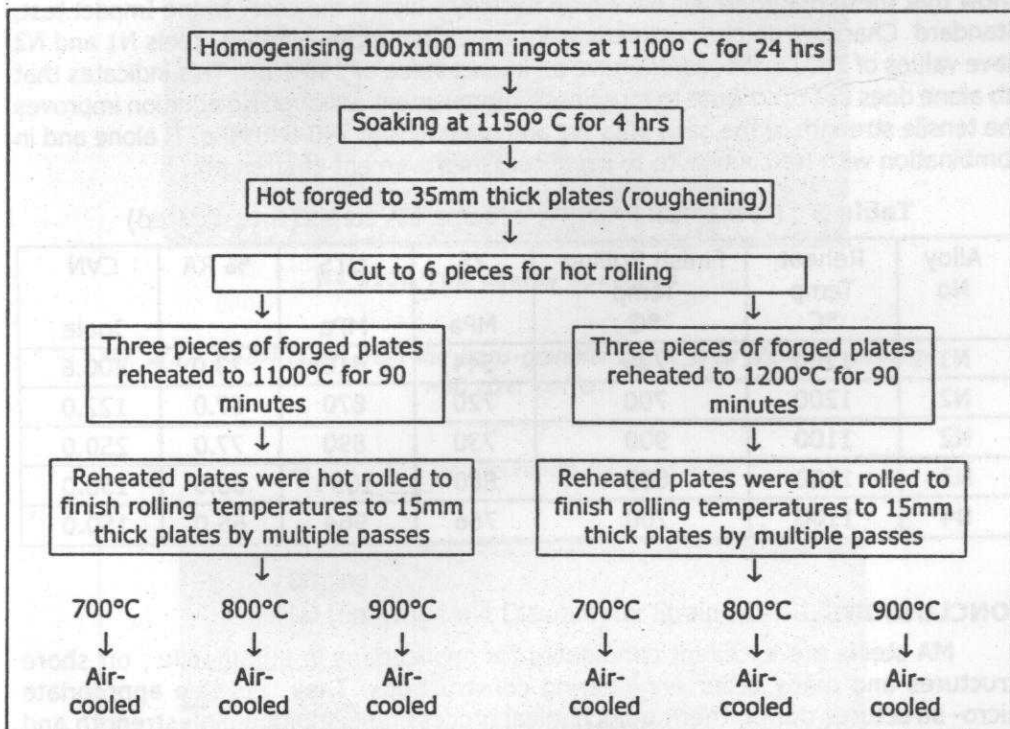 Homogenising 100x100 mm ingots at 1100º C for 24 hrs
Soaking at 1150º C for 4 hrs
Hot forged to 35mm thick plates (roughening)
Cut to 6 pieces for hot rolling
Three pieces of forged plates
reheated to 1100°C for 90
minutes
Three pieces of forged plates
reheated to 1200°C for 90
minutes
Reheated plates were hot rolled to
finish rolling temperatures to 15mm
thick plates by multiple passes
Reheated plates were hot rolled to
finish rolling temperatures to 15mm
thick plates by multiple passes
700°C 800°C 900°C 700°C 800°C 900°C
Air- Air- Air- Air- Air- Air-
cooled cooled cooled cooled cooled cooled